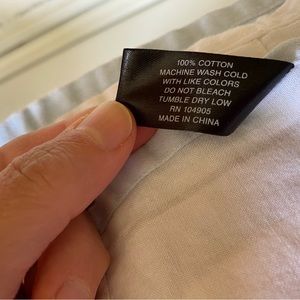 100% COTTON
MACHINE WASH COLD
WITH LIKE COLORS
DO NOT BLEACH
TUMBLE DRY LOW
RN 104905
MADE IN CHINA